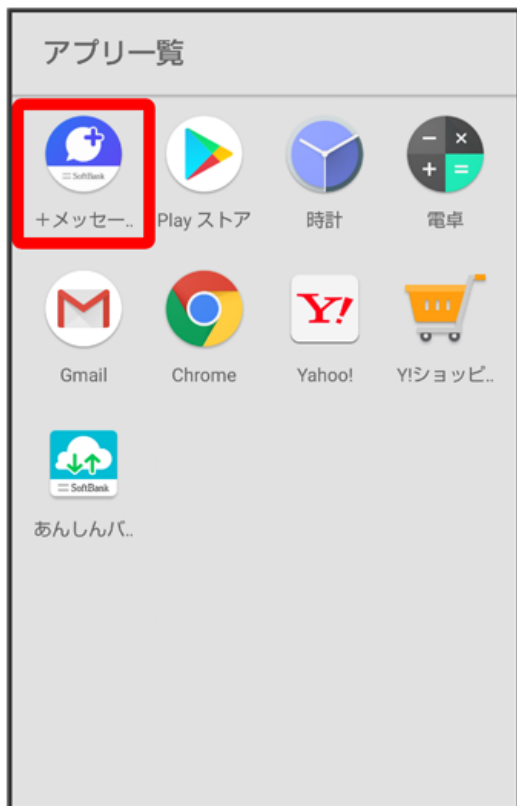 アプリ一覧
SoftBank
+メッセー..
Play ストア
時計
電卓
Gmail
Y!
Chrome
Yahoo!
Y!ショッピ..
SoftBank
あんしんバ..